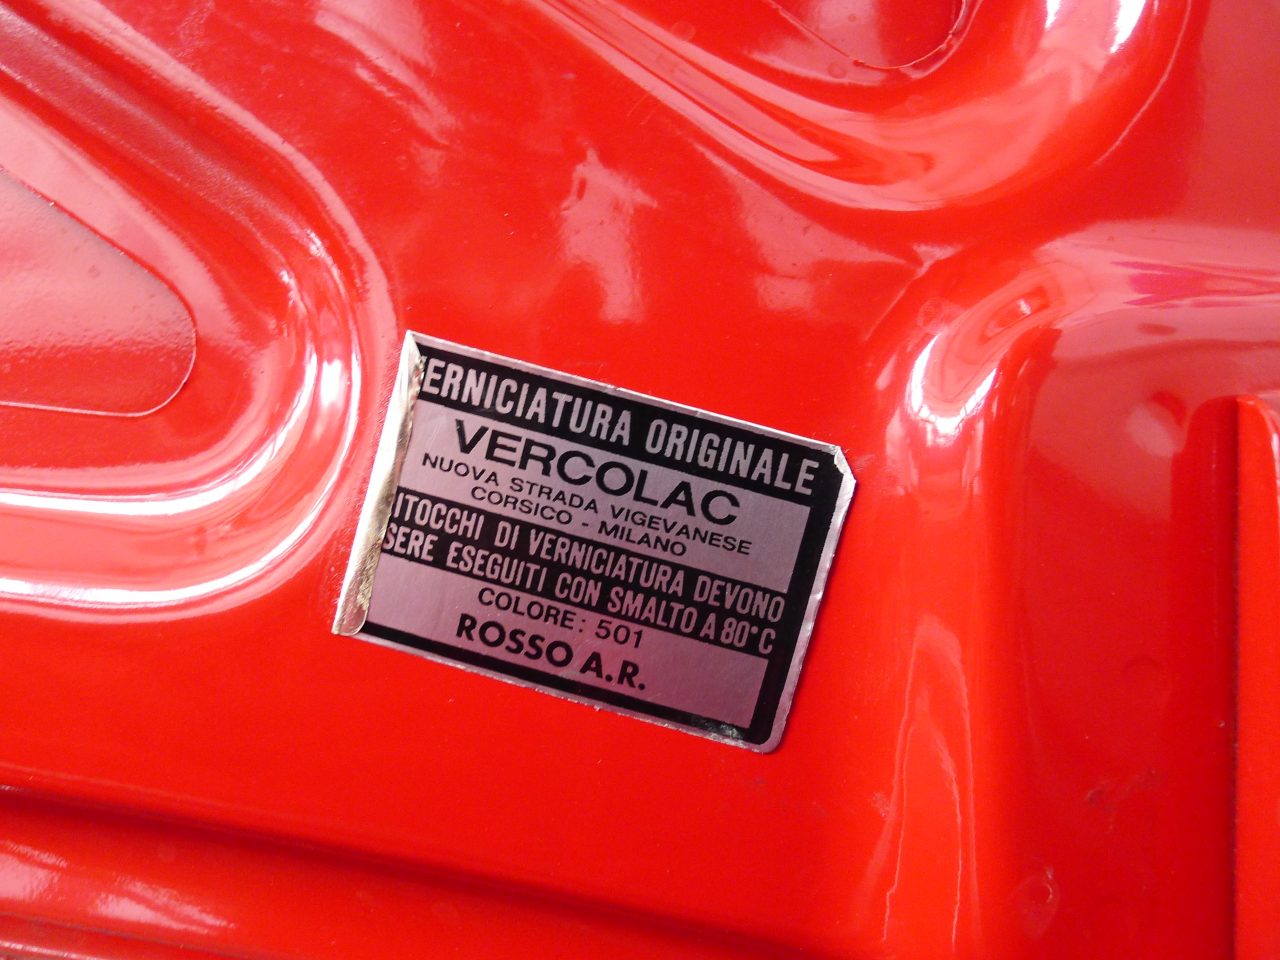 ERNICIATURA ORIGINALE
VERCOLAC
NUOVA STRADA VIGEVANESE
CORSICO - MILANO
ITOCCHI DI VERNICIATURA DEVONO
SERE ESEGUITI CON SMALTO A 80°C
COLORE: 501
ROSSO A.R.